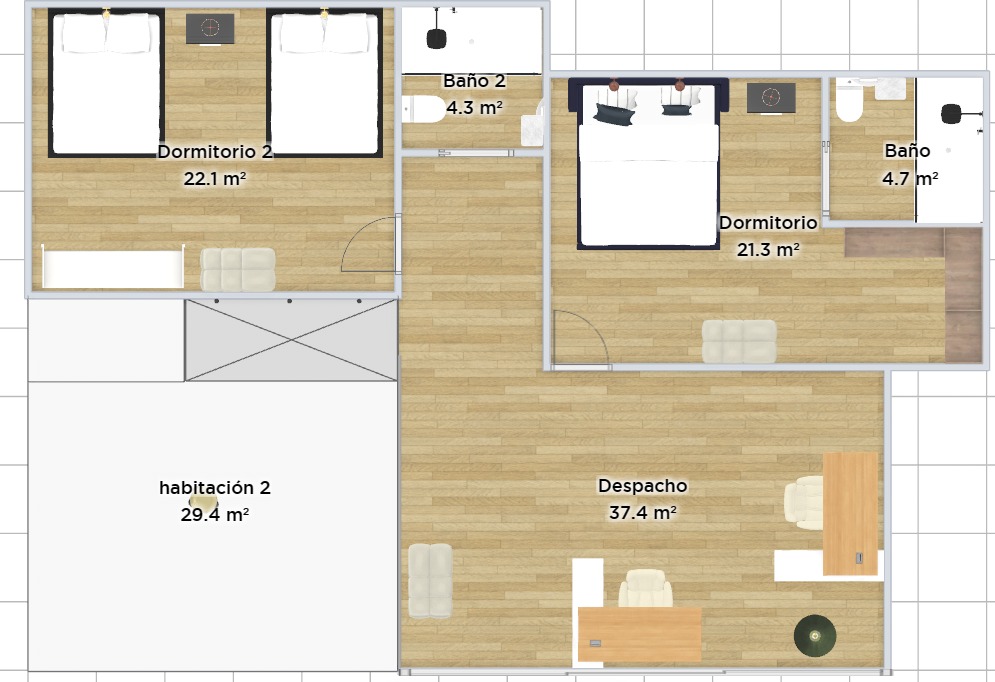 Baño 2
4.3 m²
Dormitorio 2
22.1 m²
Baño
4.7 m²
Dormitorio
21.3 m²
habitación 2
29.4 m²
Despacho
37.4 m²